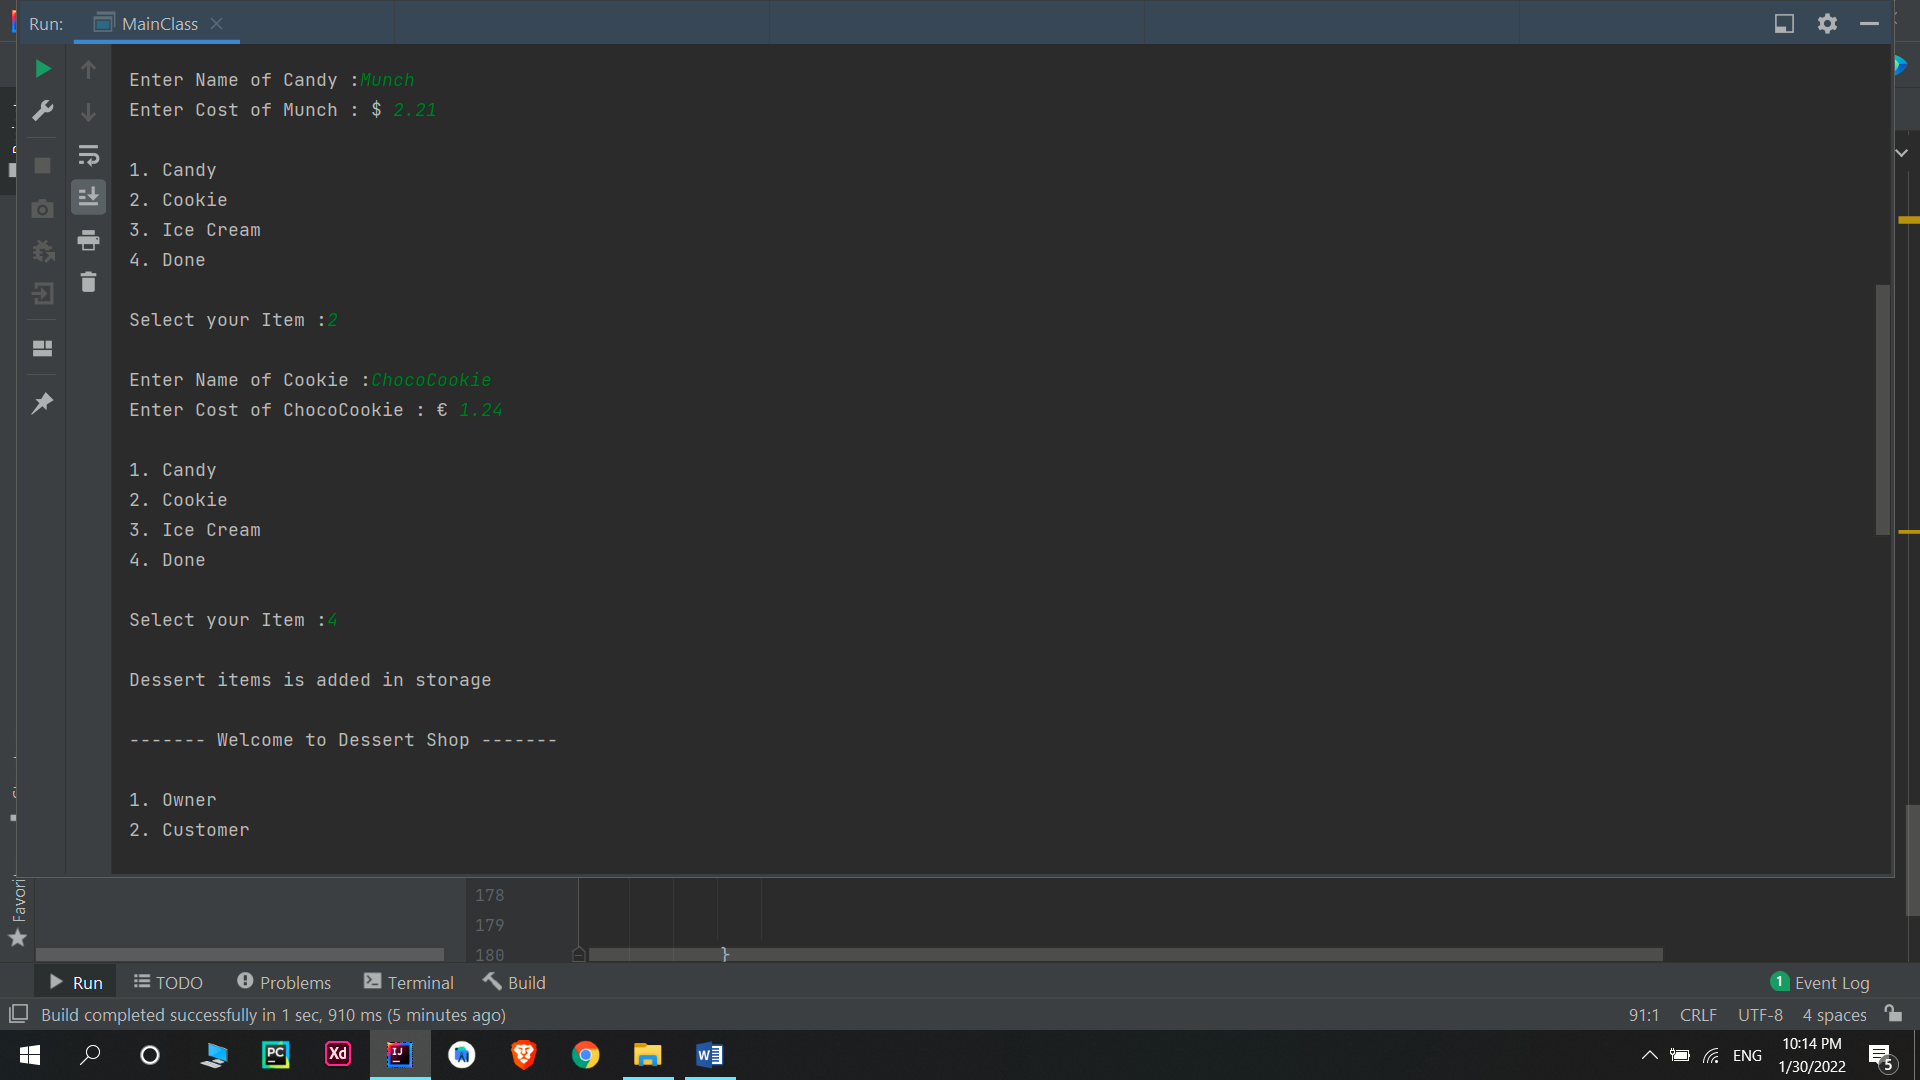 Run: MainClass
Enter Name of Candy :Munch
Enter Cost of Munch : $ 2.21
1. Candy
2. Cookie
3. Ice Cream
4. Done
Select your Item :2
Enter Name of Cookie :ChocoCookie
Enter Cost of ChocoCookie : € 1.24
1. Candy
2. Cookie
3. Ice Cream
4. Done
Select your Item :4
Dessert items is added in storage
------- Welcome to Dessert Shop -------
1. Owner
2. Customer
178
179
180 }
Run TODO Problems Terminal Build 1 Event Log
Build completed successfully in 1 sec, 910 ms (5 minutes ago) 91:1 CRLF UTF-8 4 spaces
PC Xd IJ W ENG 10:14 PM
1/30/2022 5